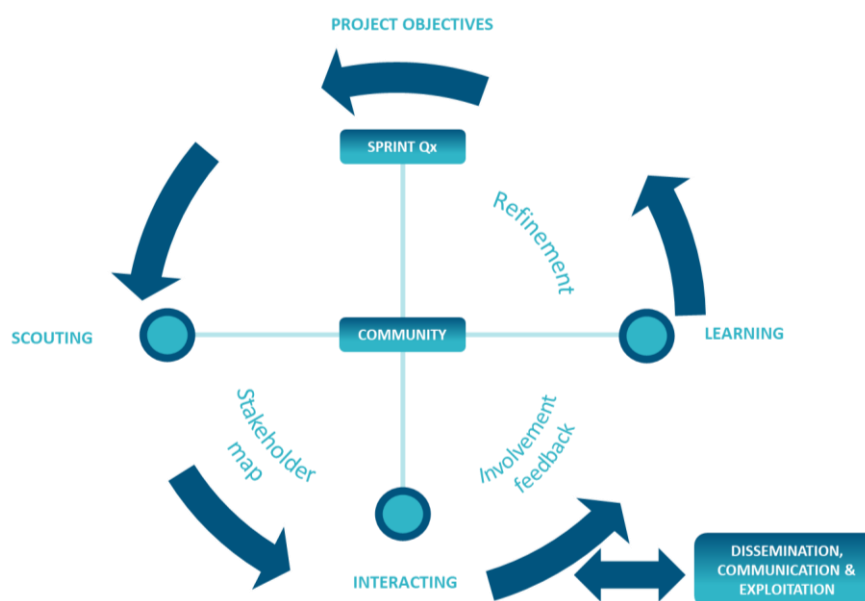 PROJECT OBJECTIVES
SPRINT Qx
Refinement
SCOUTING
COMMUNITY
LEARNING
Stakeholder
map
Involvement
feedback
INTERACTING
DISSEMINATION,
COMMUNICATION &
EXPLOITATION